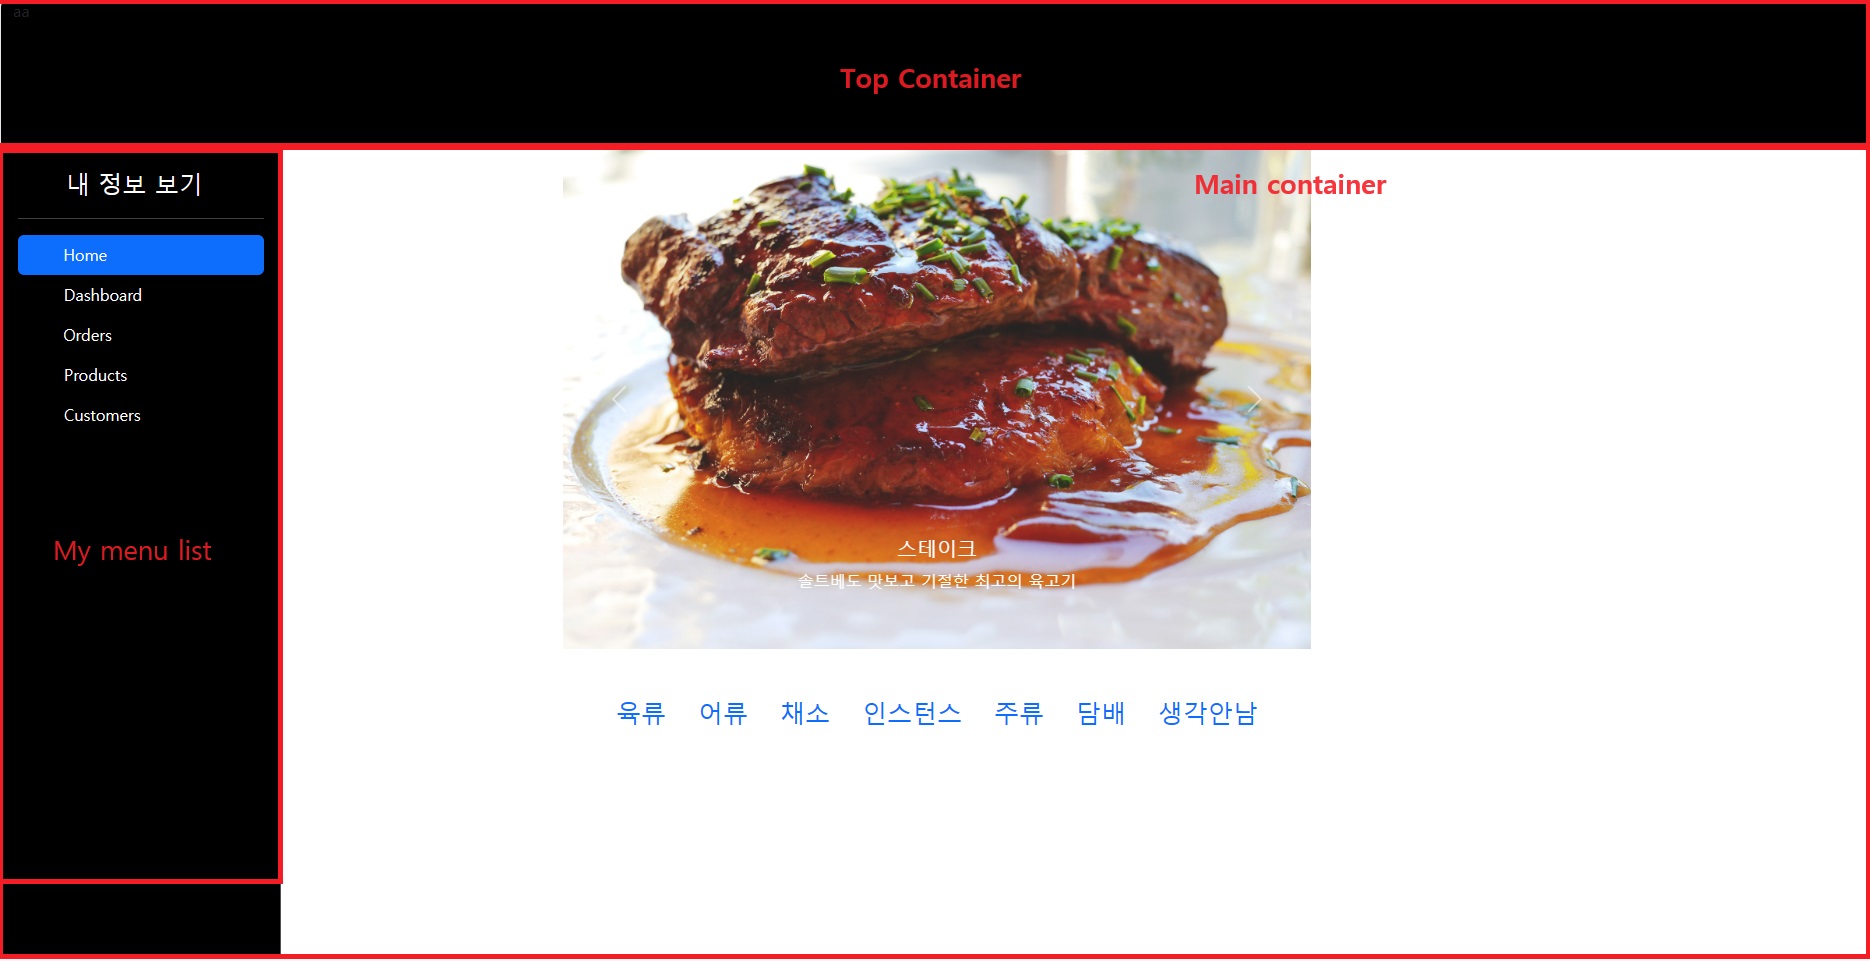 aa
Top Container
내 정보 보기
Home
Dashboard
Orders
Products
Customers
My menu list
Main container
스테이크
솔트베도 맛보고 기절한 최고의 육고기
육류 어류 채소 인스턴스 주류 담배 생각안남